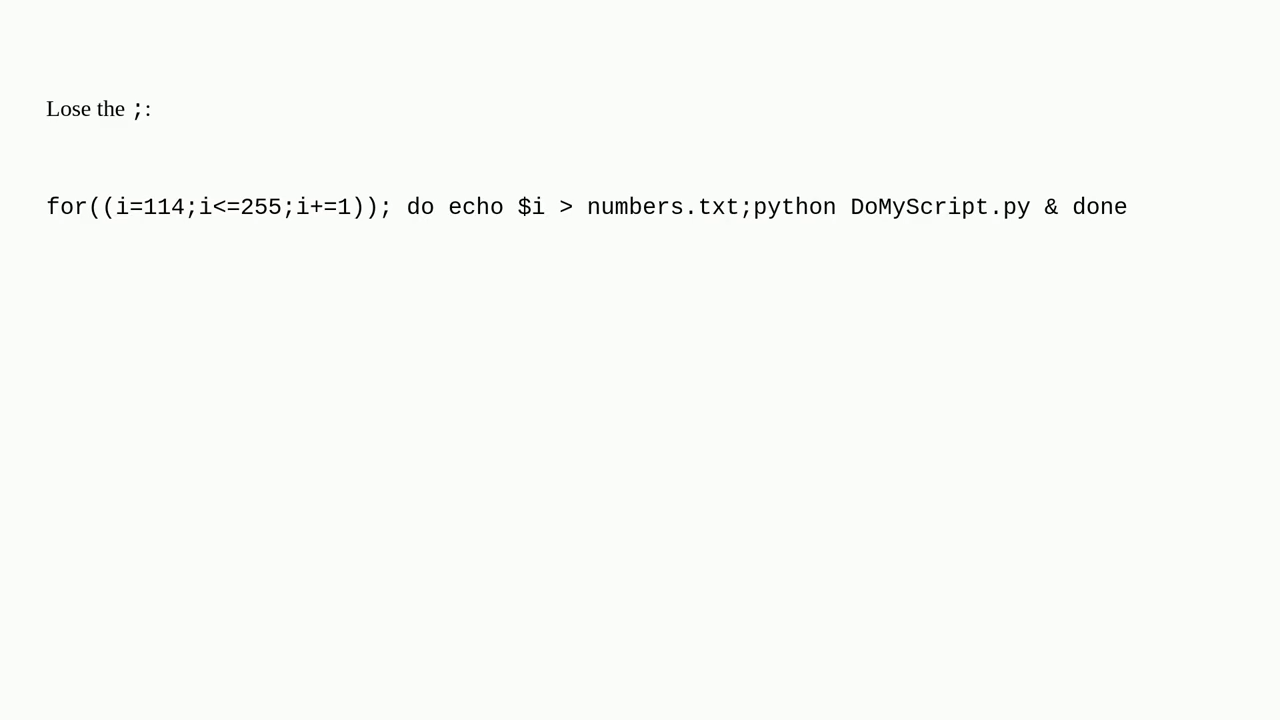 Lose the ;:
for((i=114;i<=255;i+=1)); do echo $i > numbers.txt;python DoMyScript.py & done